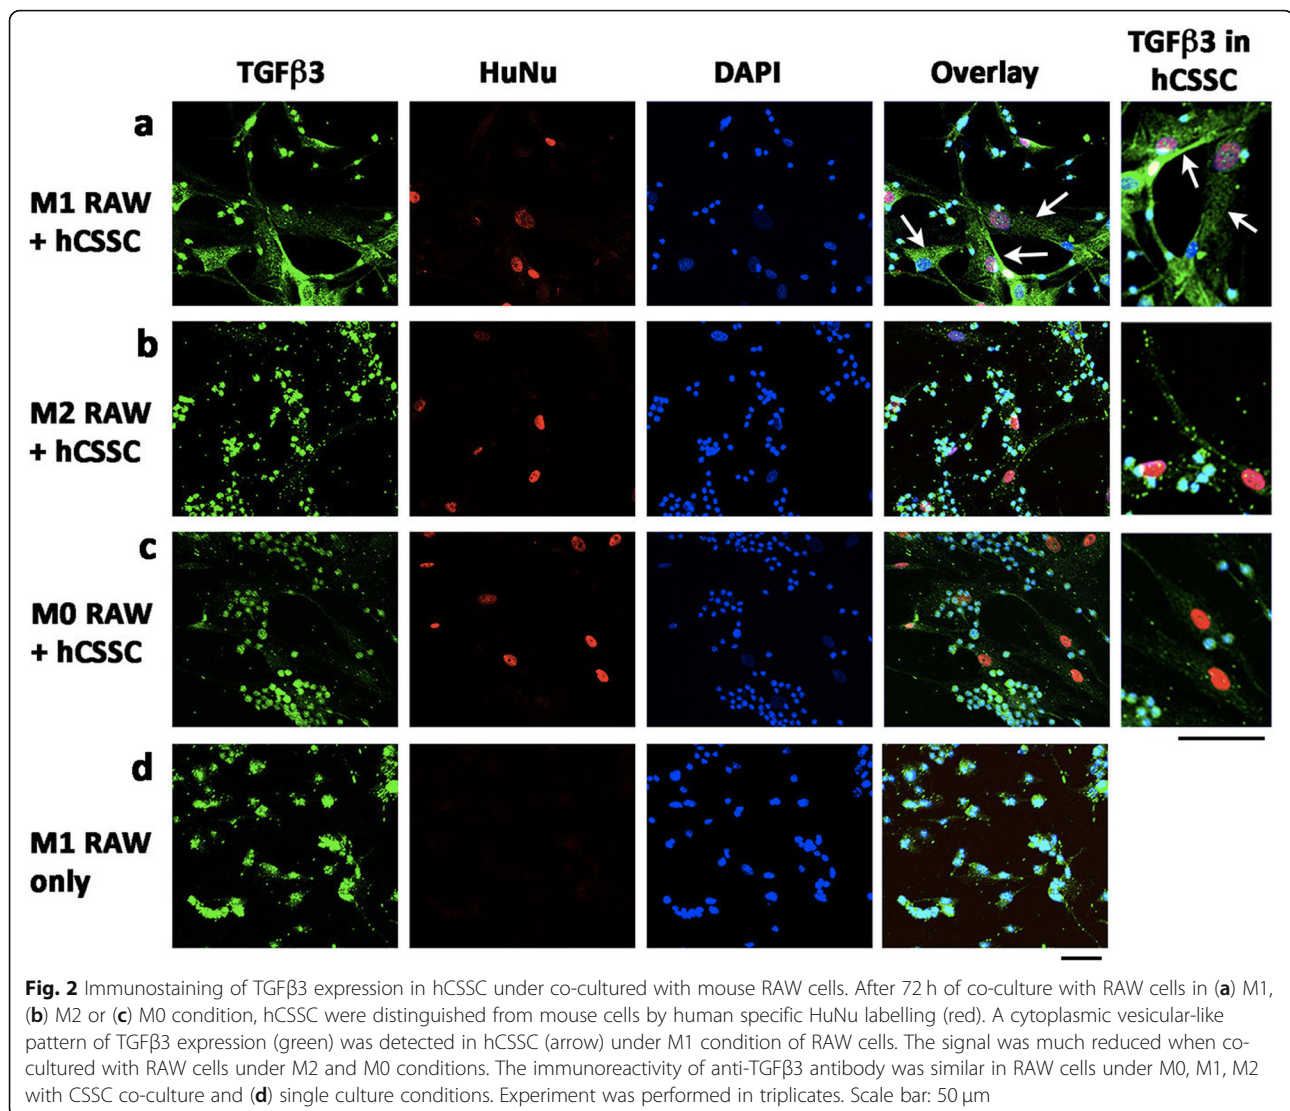 TGFβ3 HuNu DAPI Overlay TGFβ3 in
hCSSC
a
M1 RAW
+ hCSSC
b
M2 RAW
+ hCSSC
c
M0 RAW
+ hCSSC
d
M1 RAW
only
Fig. 2 Immunostaining of TGFβ3 expression in hCSSC under co-cultured with mouse RAW cells. After 72 h of co-culture with RAW cells in (a) M1,
(b) M2 or (c) M0 condition, hCSSC were distinguished from mouse cells by human specific HuNu labelling (red). A cytoplasmic vesicular-like
pattern of TGFβ3 expression (green) was detected in hCSSC (arrow) under M1 condition of RAW cells. The signal was much reduced when co-
cultured with RAW cells under M2 and M0 conditions. The immunoreactivity of anti-TGFβ3 antibody was similar in RAW cells under M0, M1, M2
with CSSC co-culture and (d) single culture conditions. Experiment was performed in triplicates. Scale bar: 50 μm